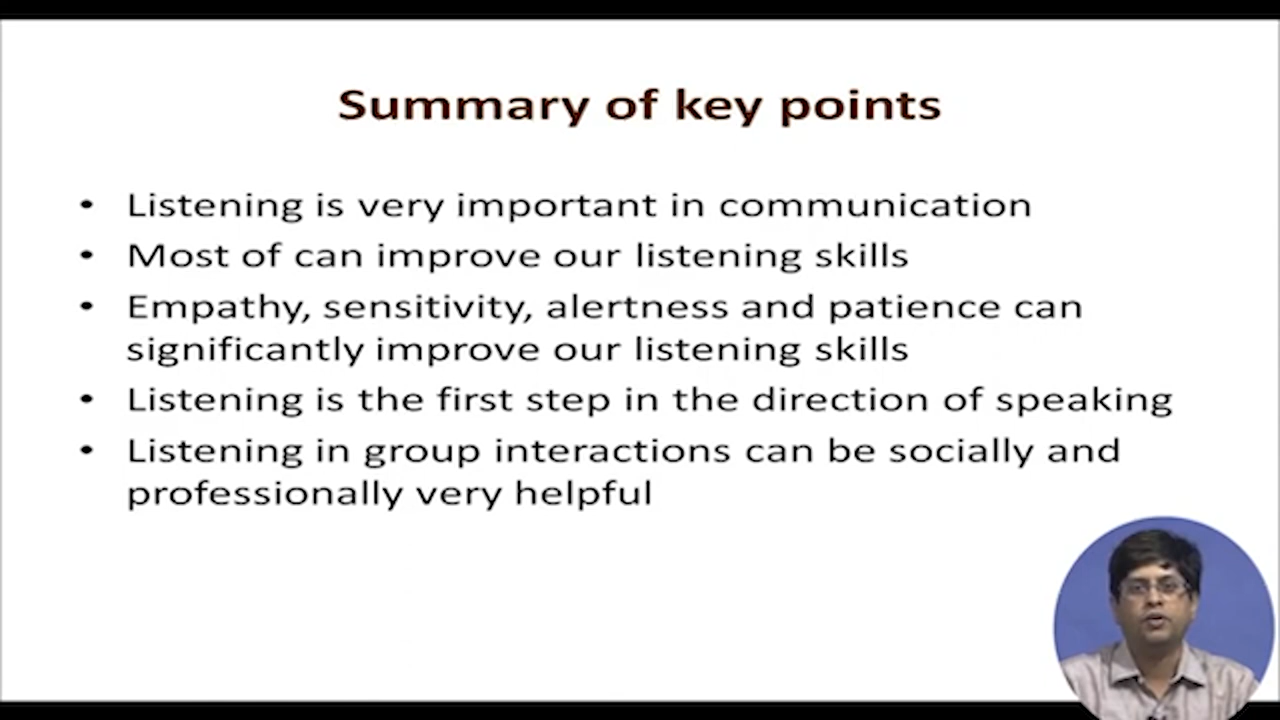 Summary of key points
• Listening is very important in communication
• Most of can improve our listening skills
• Empathy, sensitivity, alertness and patience can
significantly improve our listening skills
• Listening is the first step in the direction of speaking
• Listening in group interactions can be socially and
professionally very helpful